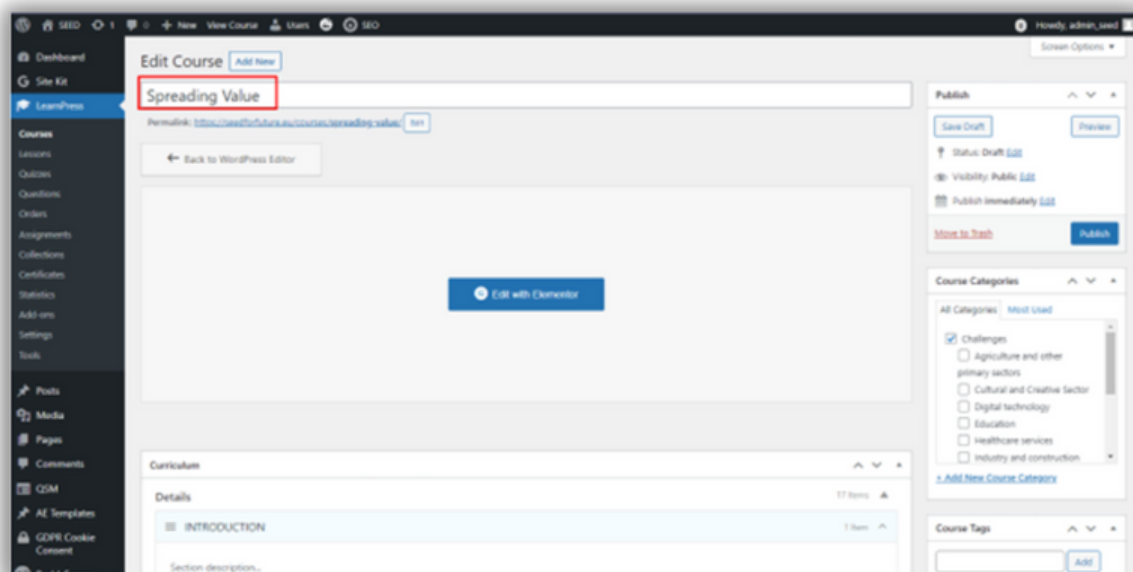 SEED 1 0 + New View Course Users SEO
Howdy, admin_seed
Screen Options ▼
Dashboard
Site Kit
LearnPress
Courses
Lessons
Quizzes
Questions
Orders
Assignments
Collections
Certificates
Statistics
Add-ons
Settings
Tools
Posts
Media
Pages
Comments
QSM
AE Templates
GDPR Cookie
Consent
Edit Course Add New
Spreading Value
Permalink: https://seedforfuture.eu/courses/spreading-value/ Edit
← Back to WordPress Editor
Edit with Elementor
Curriculum
Details 17 Items
INTRODUCTION 1 Item
Section description...
Publish
Save Draft Preview
Status: Draft Edit
Visibility: Public Edit
Publish immediately Edit
Move to Trash Publish
Course Categories
All Categories Most Used
Challenges
Agriculture and other
primary sectors
Cultural and Creative Sector
Digital technology
Education
Healthcare services
Industry and construction
+ Add New Course Category
Course Tags
Add